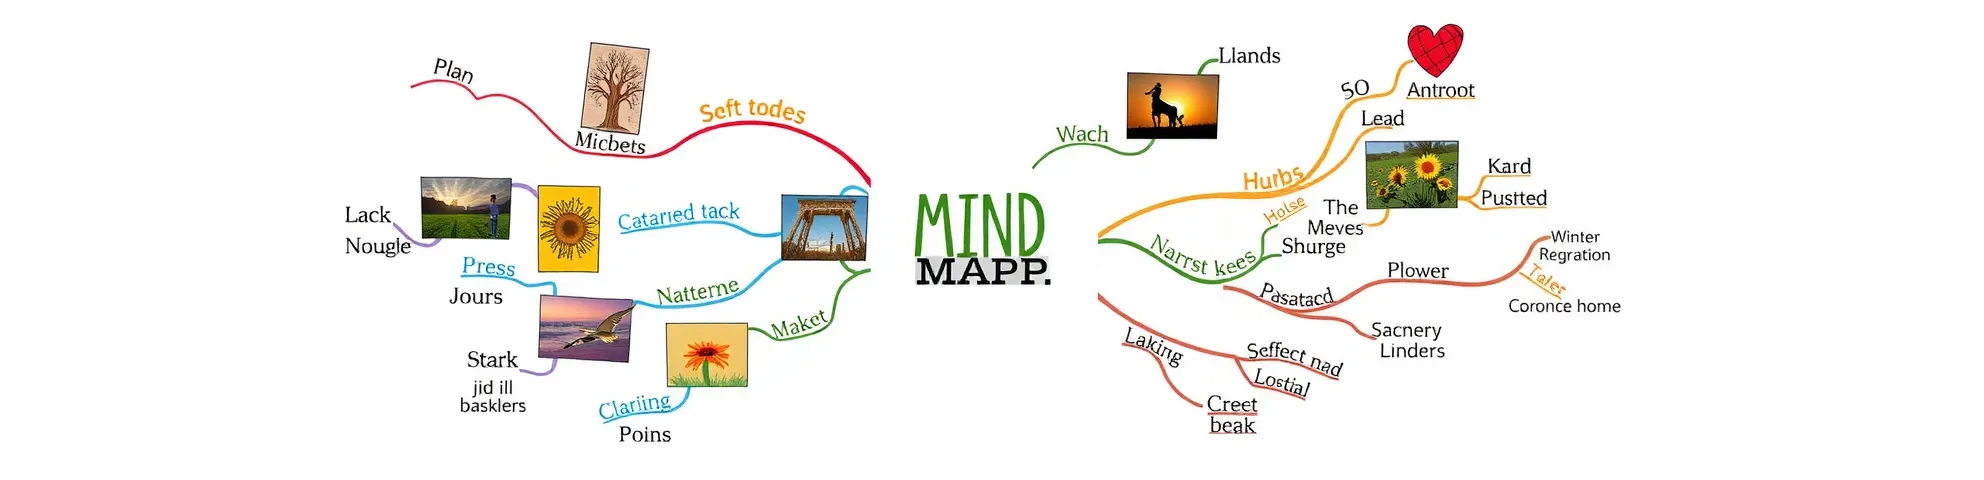 Plan
Micbets
Seft todes
Lack
Nougle
Cataried tack
Press
Jours
Natterne
Maket
Stark
jid ill
basklers
Clariing
Poins
MIND
MAPP.
Llands
Wach
SO
Antroot
Lead
Hurbs
Holse
The
Meves
Kard
Pustted
Narrst kees
Shurge
Pasatacd
Plower
Winter
Regration
Tater
Coronce home
Sacnery
Linders
Laking
Seffect nad
Lostial
Creet
beak